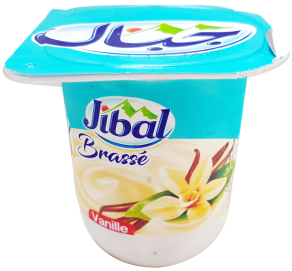 جبال
Jibal
Brassé
Vanille